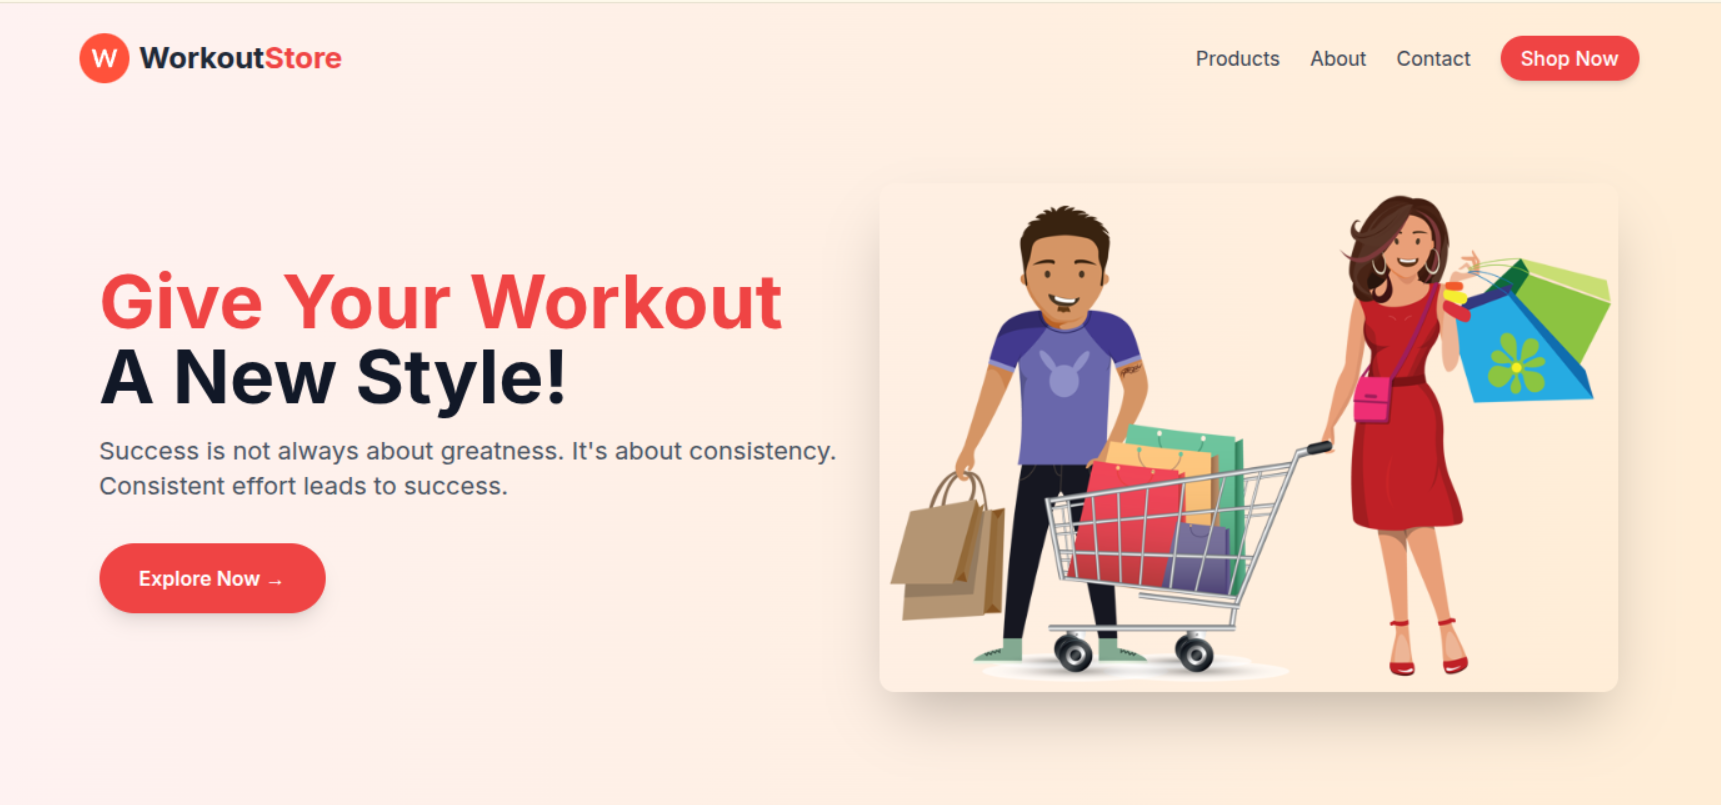 W WorkoutStore
Products About Contact Shop Now
Give Your Workout
A New Style!
Success is not always about greatness. It's about consistency.
Consistent effort leads to success.
Explore Now →